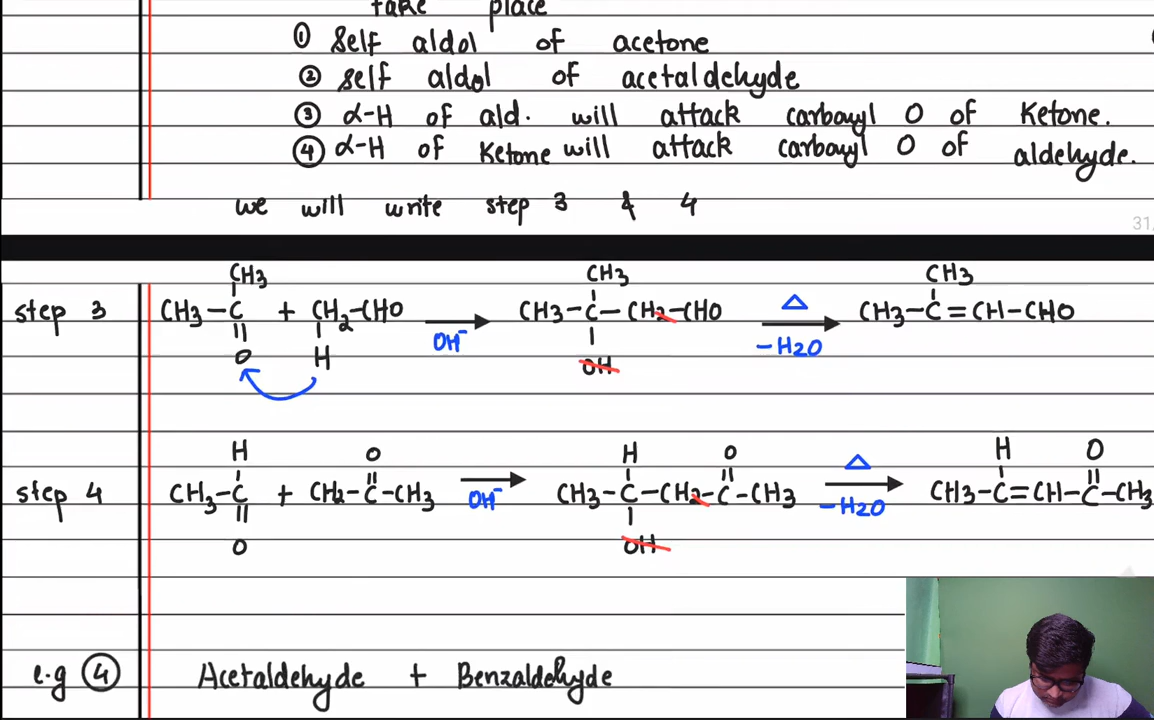 take place
① Self aldol of acetone
② self aldol of acetaldehyde
③ α-H of ald. will attack carbonyl O of Ketone.
④ α-H of Ketone will attack carbonyl O of aldehyde.
we will write step 3 & 4
31/
CH3 CH3 CH3
step 3 CH3-C + CH2-CHO CH3-C-CH2-CHO △ CH3-C=CH-CHO
|| | OH⁻ | -H2O
O H OH
H O H O H O
step 4 CH3-C + CH2-C-CH3 OH⁻ CH3-C-CH2-C-CH3 △ CH3-C=CH-C-CH3
|| || | || -H2O ||
O OH
e.g ④ Acetaldehyde + Benzaldehyde